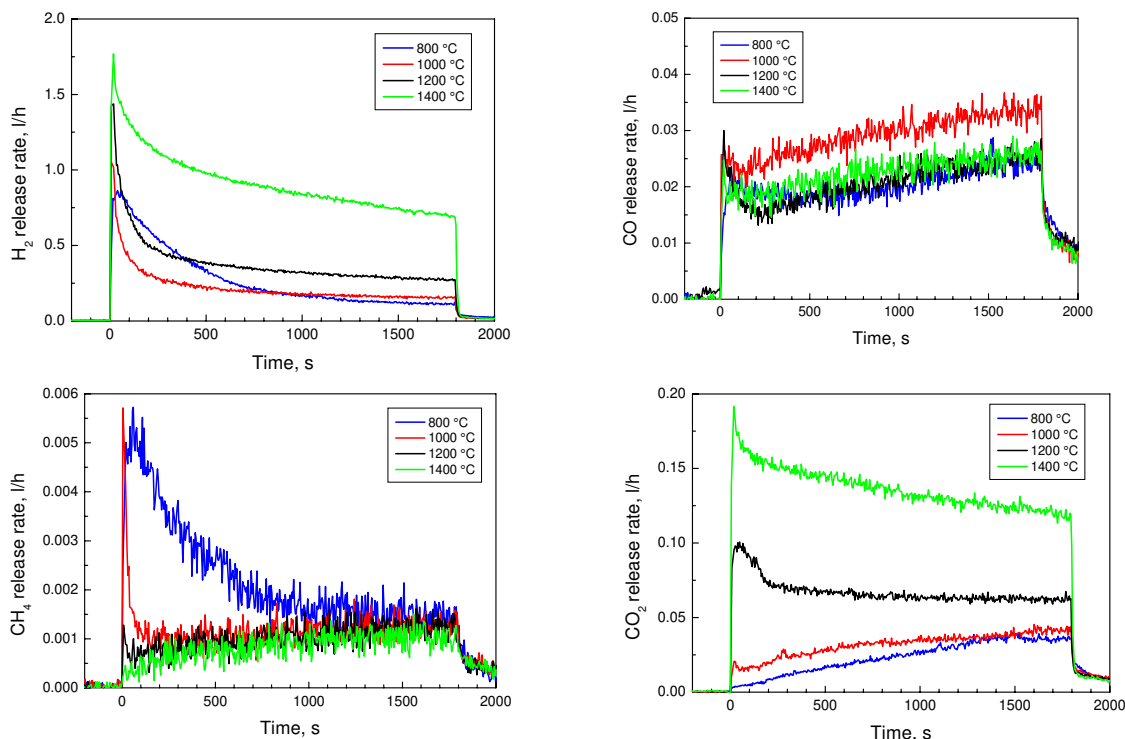 H2 release rate, l/h
2.0
1.5
1.0
0.5
0.0
800 °C
1000 °C
1200 °C
1400 °C
0 500 1000 1500 2000
Time, s
CO release rate, l/h
0.05
0.04
0.03
0.02
0.01
0.00
800 °C
1000 °C
1200 °C
1400 °C
0 500 1000 1500 2000
Time, s
CH4 release rate, l/h
0.006
0.005
0.004
0.003
0.002
0.001
0.000
800 °C
1000 °C
1200 °C
1400 °C
0 500 1000 1500 2000
Time, s
CO2 release rate, l/h
0.20
0.15
0.10
0.05
0.00
800 °C
1000 °C
1200 °C
1400 °C
0 500 1000 1500 2000
Time, s